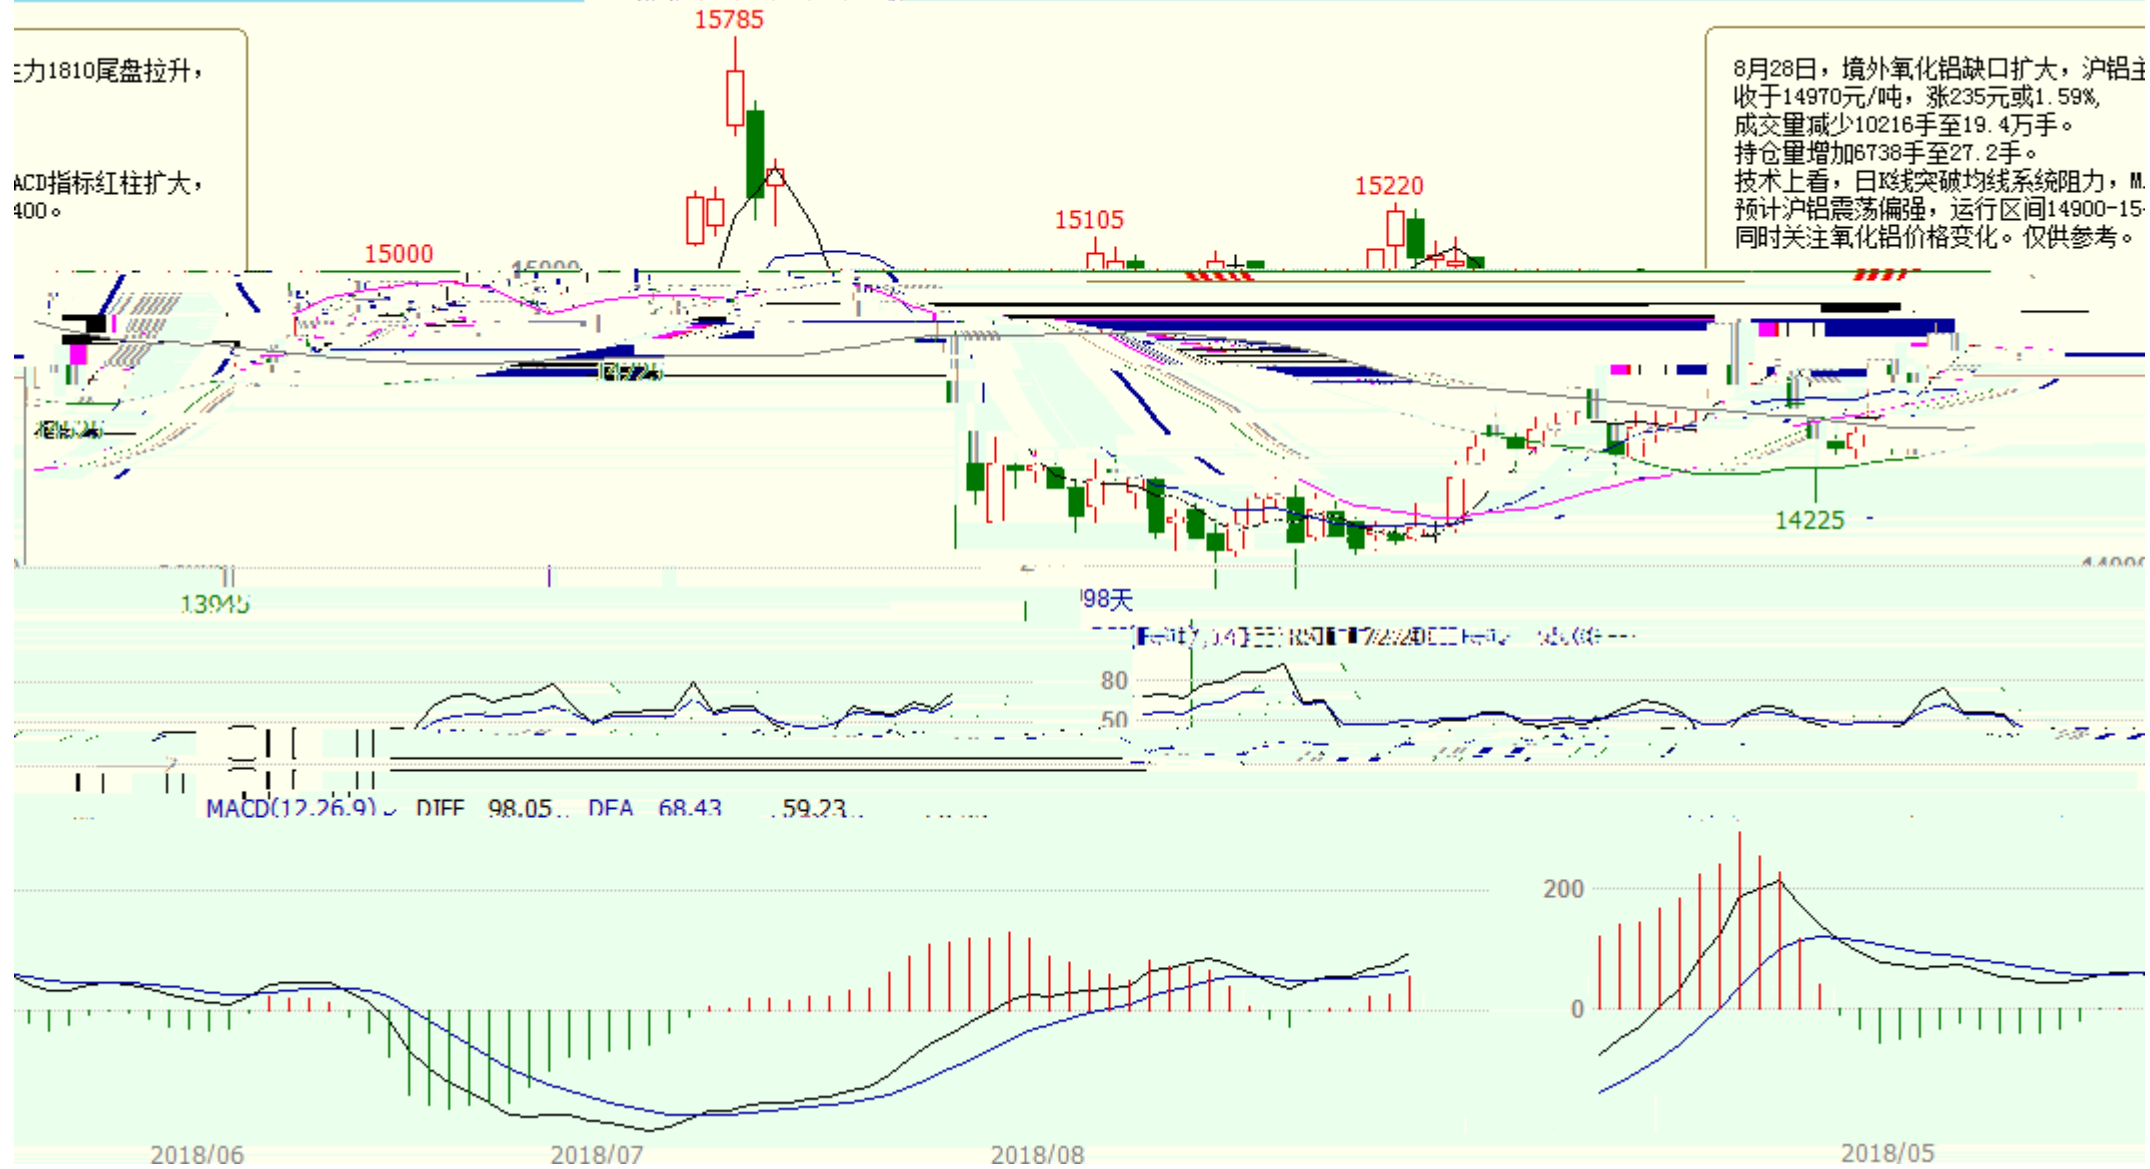 15785
主力1810尾盘拉升，
ACD指标红柱扩大，
400。
8月28日，境外氧化铝缺口扩大，沪铝主
收于14970元/吨，涨235元或1.59%,
成交量减少10216手至19.4万手。
持仓量增加6738手至27.2手。
技术上看，日K线突破均线系统阻力，M
预计沪铝震荡偏强，运行区间14900-15
同时关注氧化铝价格变化。仅供参考。
15220
15105
15000
14225
13945
98天
80
50
MACD(12,26,9) DIFF 98.05 DEA 68.43 59.23
200
0
2018/06
2018/07
2018/08
2018/05